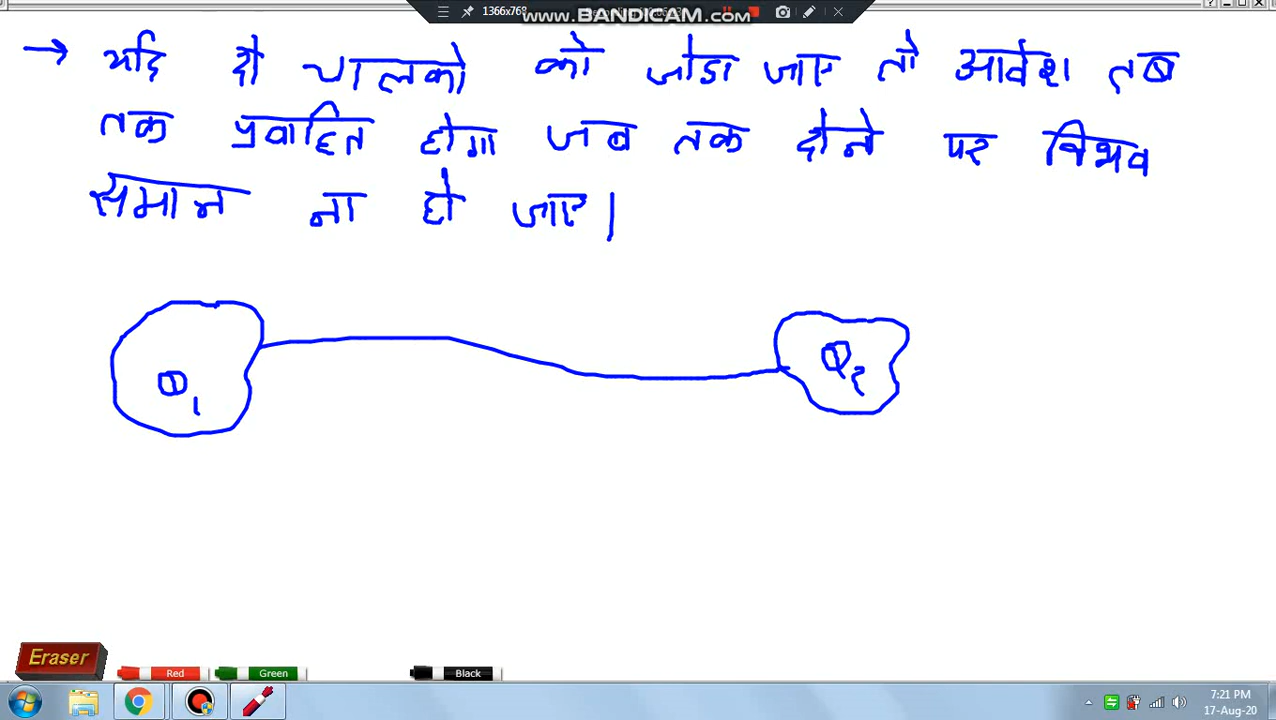 1366x768
www.BANDICAM.com
→ यदि दो चालको को जोडा जाए तो आवेश तब
तक प्रवाहित होगा जब तक दोनो पर विभव
समान ना हो जाए।
Q1
Q2
Eraser
Red
Green
Black
7:21 PM
17-Aug-20